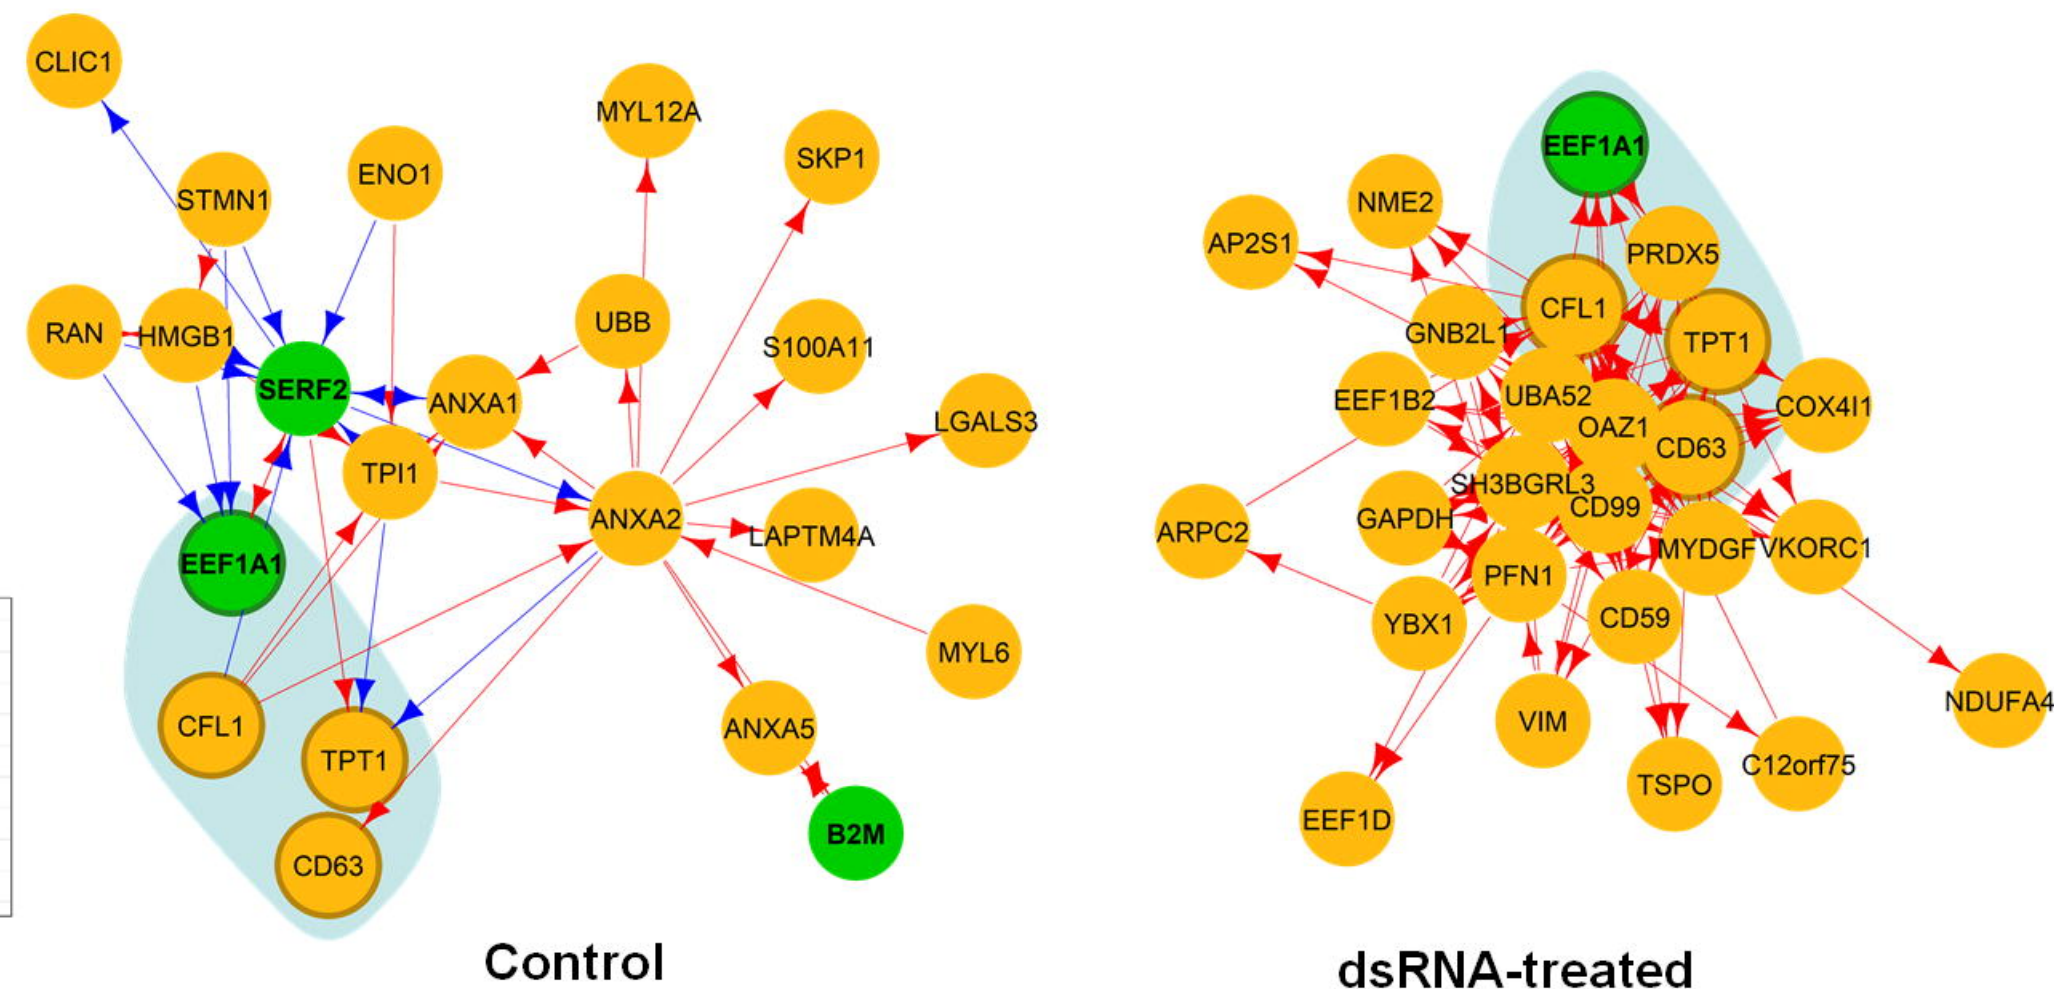 CLIC1
MYL12A
SKP1
STMN1
ENO1
RAN
HMGB1
UBB
S100A11
SERF2
ANXA1
LGALS3
TPI1
ANXA2
LAPTM4A
EEF1A1
MYL6
CFL1
ANXA5
TPT1
B2M
CD63
Control
EEF1A1
NME2
AP2S1
PRDX5
CFL1
GNB2L1
TPT1
EEF1B2
UBA52
COX4I1
OAZ1
CD63
SH3BGRL3
CD99
GAPDH
ARPC2
MYDGF
VKORC1
PFN1
YBX1
CD59
NDUFA4
VIM
C12orf75
TSPO
EEF1D
dsRNA-treated